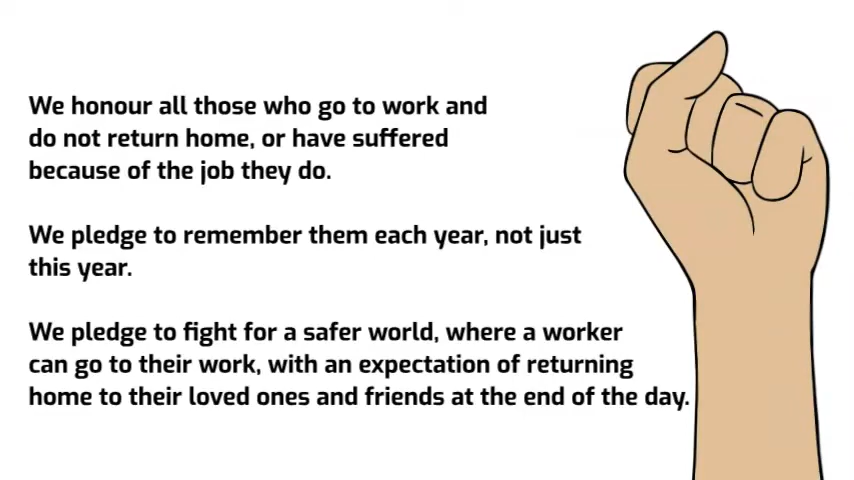 We honour all those who go to work and
do not return home, or have suffered
because of the job they do.
We pledge to remember them each year, not just
this year.
We pledge to fight for a safer world, where a worker
can go to their work, with an expectation of returning
home to their loved ones and friends at the end of the day.